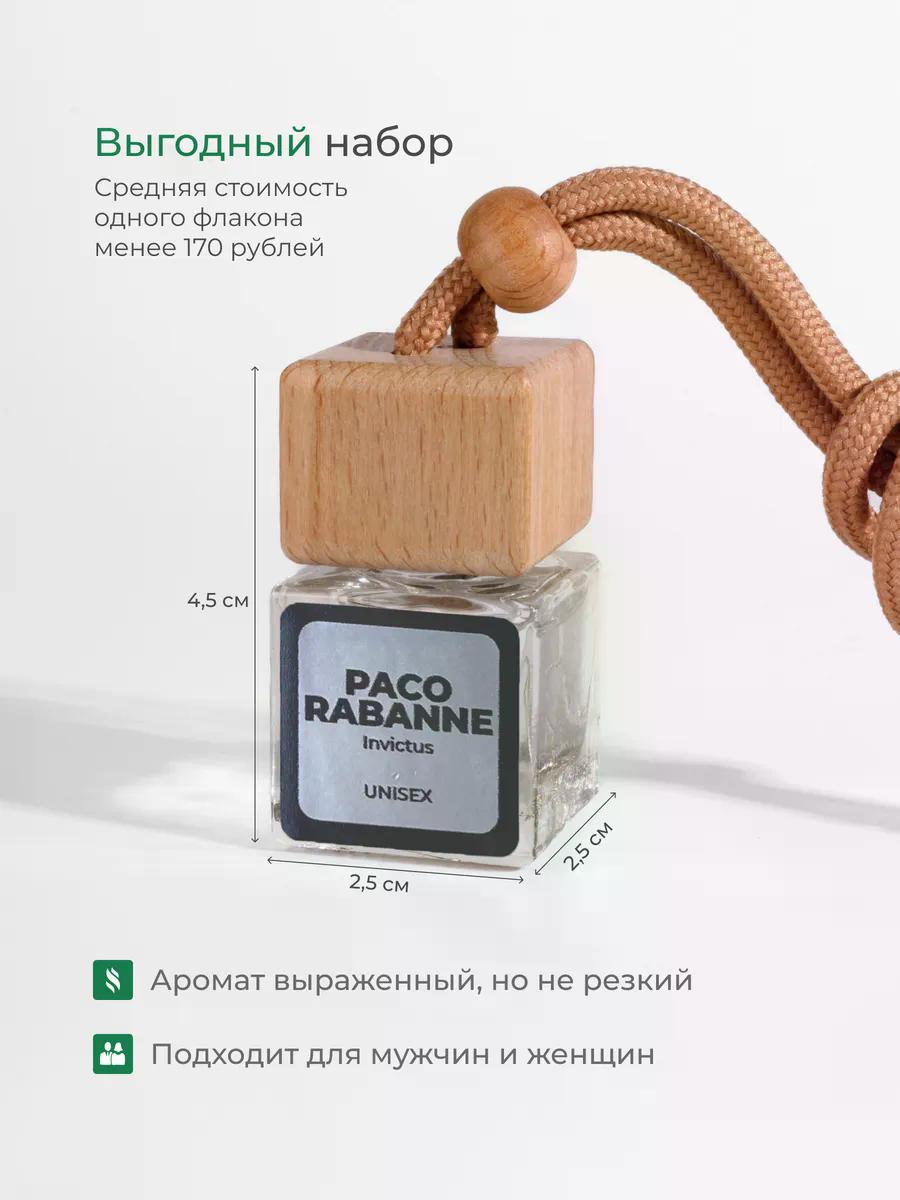 Выгодный набор
Средняя стоимость
одного флакона
менее 170 рублей
4,5 см
PACO
RABANNE
Invictus
UNISEX
2,5 см
2,5 см
Аромат выраженный, но не резкий
Подходит для мужчин и женщин